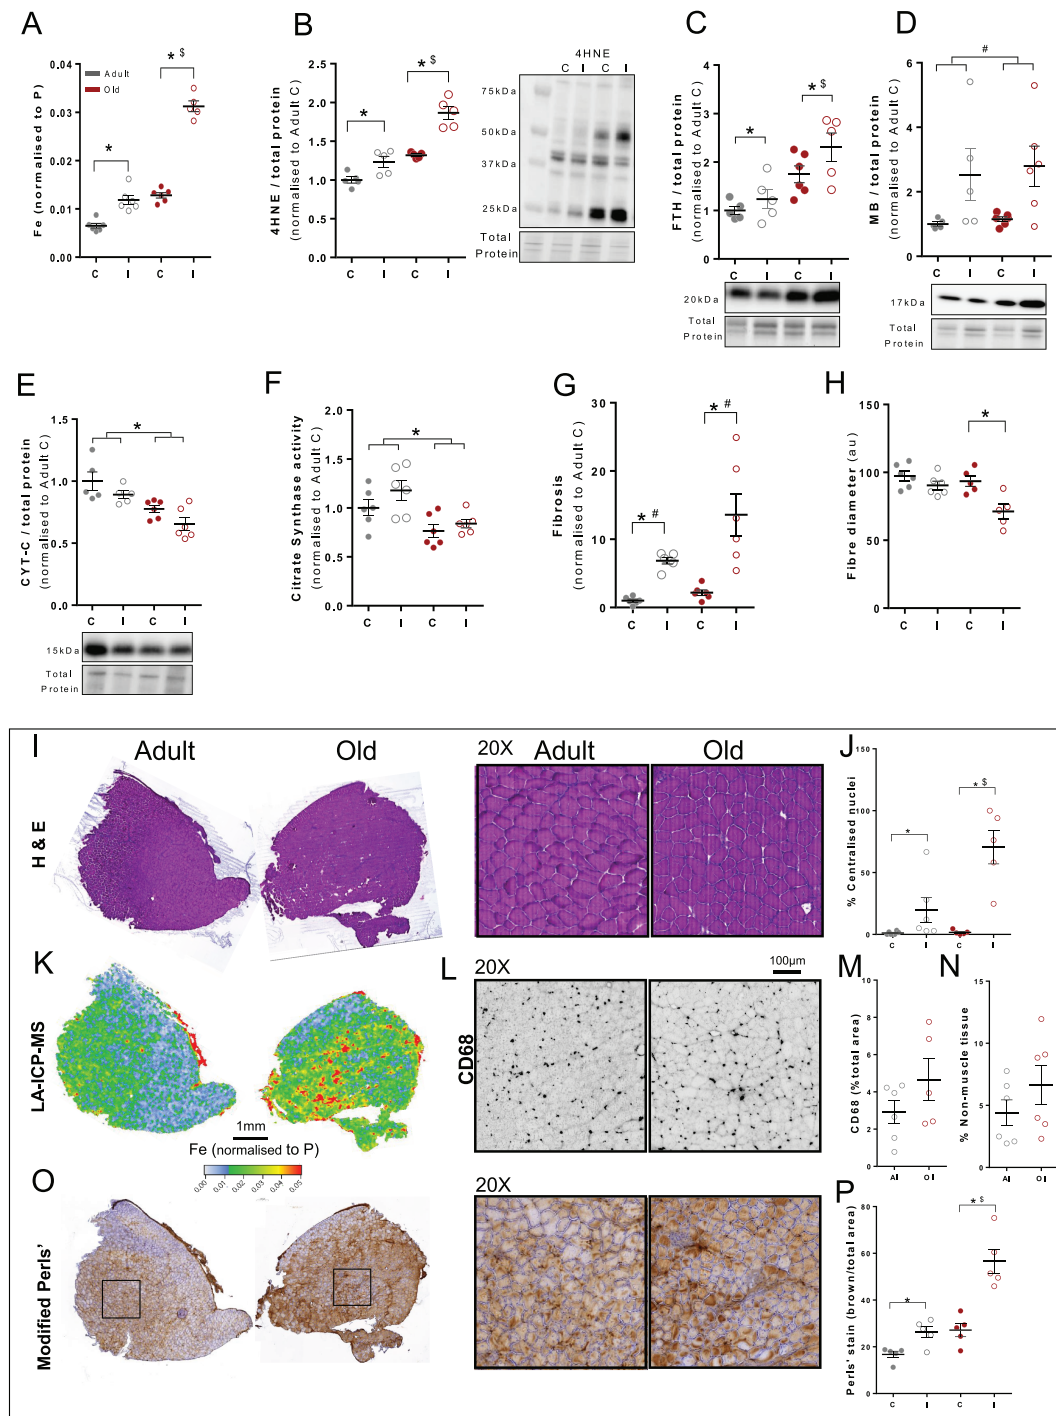 A
Fe (normalised to P)
0.04
0.03
0.02
0.01
0.00
Adult
Old
*
* $
C I C I
B
4HNE / total protein
(normalised to Adult C)
2.5
2.0
1.5
1.0
0.5
0.0
*
* $
C I C I
4HNE
C I C I
75kDa
50kDa
37kDa
25kDa
Total
Protein
C
FTH / total protein
(normalised to Adult C)
5
4
3
2
1
0
*
* $
C I C I
20kDa
Total
Protein
D
MB / total protein
(normalised to Adult C)
6
4
2
0
#
C I C I
17kDa
Total
Protein
E
CYT-C / total protein
(normalised to Adult C)
1.5
1.0
0.5
0.0
*
C I C I
15kDa
Total
Protein
F
Citrate Synthase activity
(normalised to Adult C)
2.0
1.5
1.0
0.5
0.0
*
C I C I
G
Fibrosis
(normalised to Adult C)
30
20
10
0
* #
* #
C I C I
H
Fibre diameter (au)
150
100
50
0
*
C I C I
I
Adult Old
H & E
20X Adult Old
J
% Centralised nuclei
150
100
50
0
*
* $
C I C I
K
LA-ICP-MS
1mm
Fe (normalised to P)
0.00 0.01 0.02 0.03 0.04 0.05
L
20X
100µm
CD68
M
CD68 (% total area)
10
8
6
4
2
0
AI OI
N
% Non-muscle tissue
15
10
5
0
AI OI
O
Modified Perls'
20X
P
Perls' stain (brown/total area)
80
60
40
20
0
*
* $
C I C I